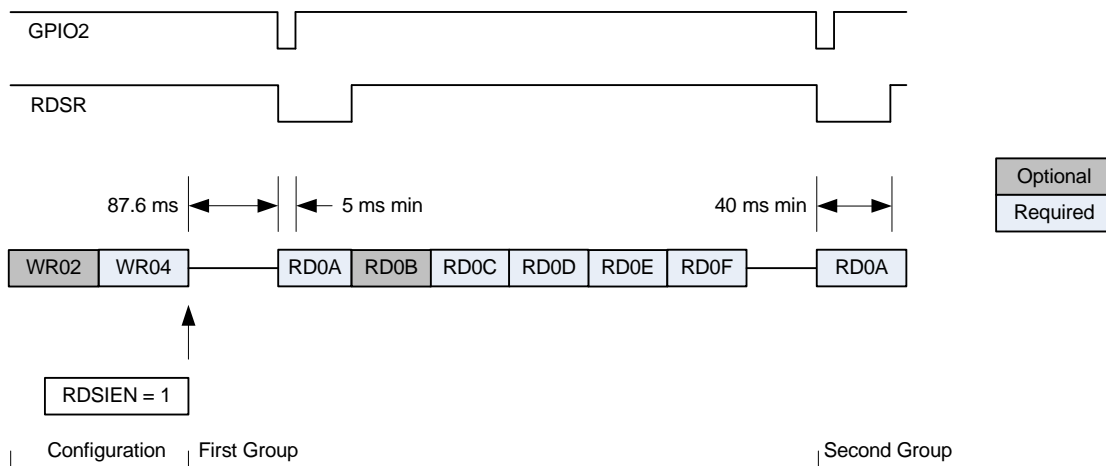 GPIO2
RDSR
87.6 ms
5 ms min
40 ms min
Optional
Required
WR02 WR04 RD0A RD0B RD0C RD0D RD0E RD0F RD0A
RDSIEN = 1
Configuration First Group Second Group